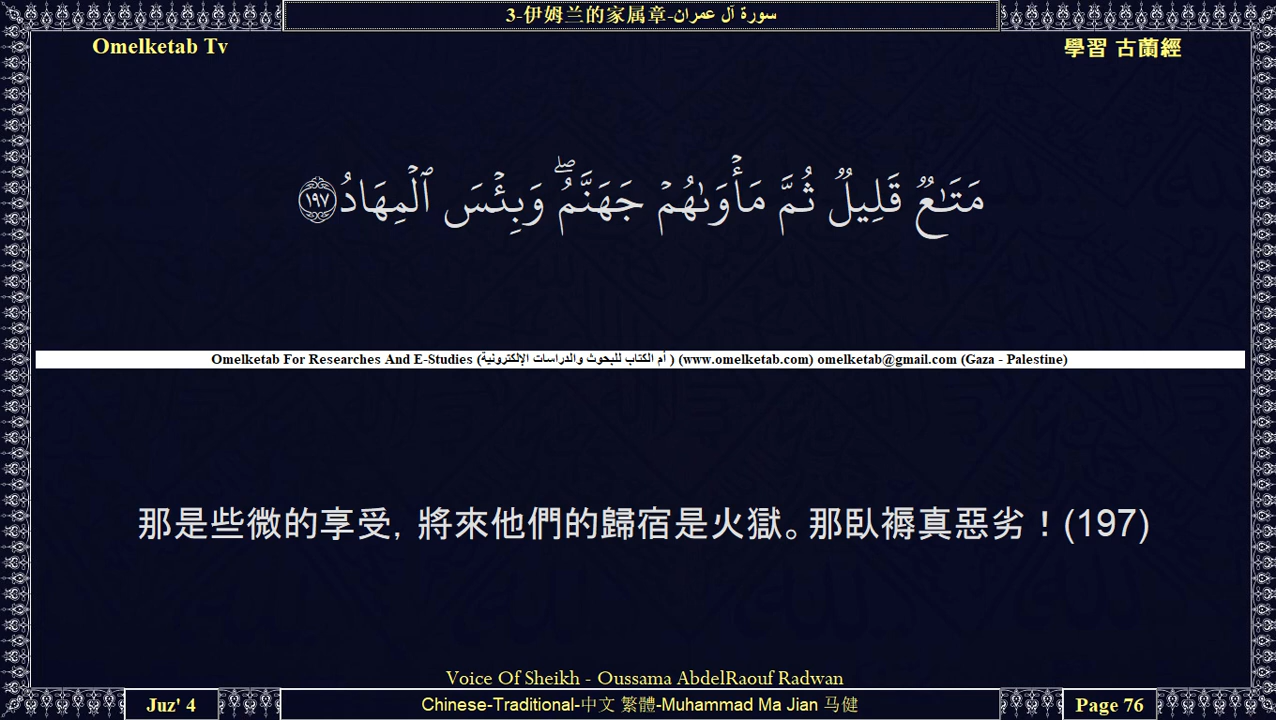 3-伊姆兰的家属章-سورة آل عمران
Omelketab Tv
學習 古蘭經
مَتَـٰعٌۭ قَلِيلٌۭ ثُمَّ مَأْوَىٰهُمْ جَهَنَّمُ ۖ وَبِئْسَ ٱلْمِهَادُ ١٩٧
Omelketab For Researches And E-Studies (أم الكتاب للبحوث والدراسات الإلكترونية ) (www.omelketab.com) omelketab@gmail.com (Gaza - Palestine)
那是些微的享受，將來他們的歸宿是火獄。那臥褥真惡劣！(197)
Voice Of Sheikh - Oussama AbdelRaouf Radwan
Juz' 4
Chinese-Traditional-中文 繁體-Muhammad Ma Jian 马健
Page 76